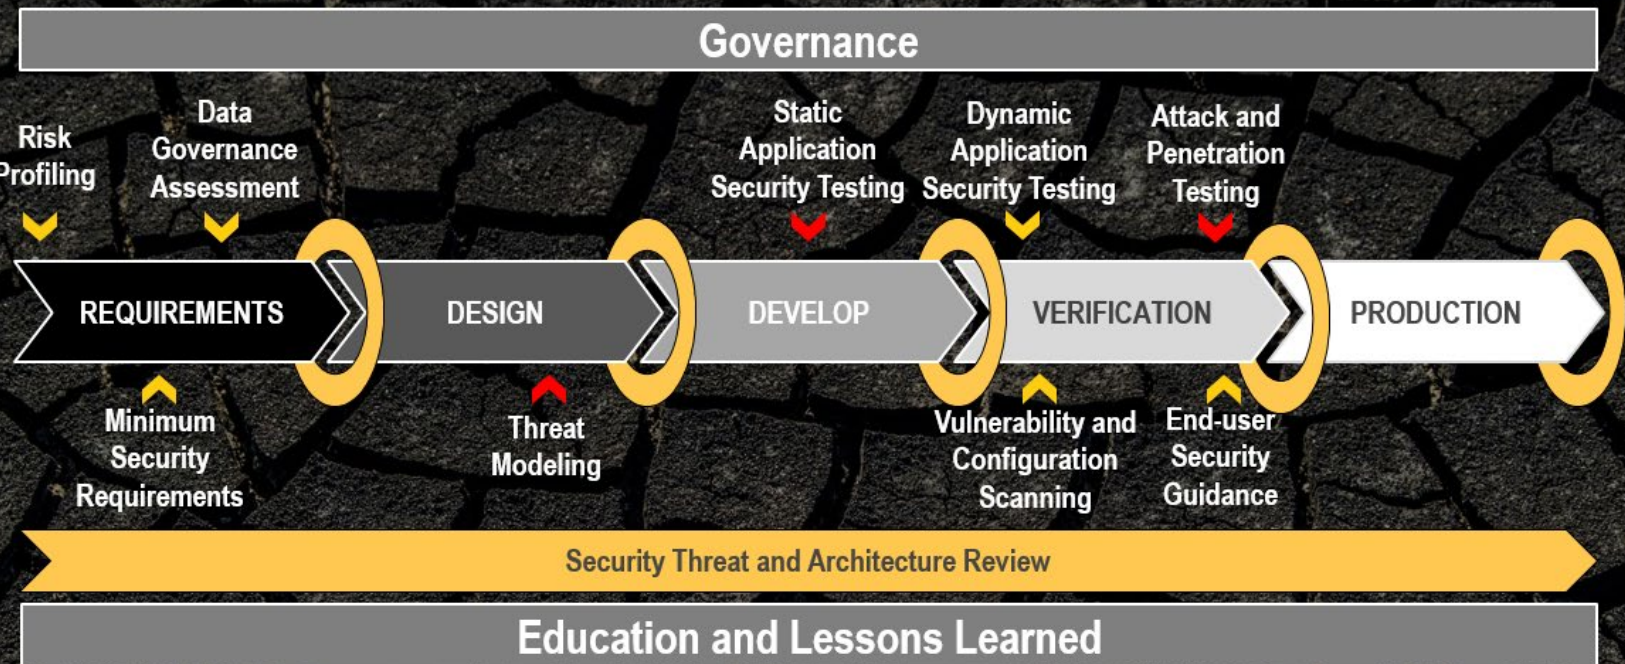 Governance
Risk
Profiling
Data
Governance
Assessment
Static
Application
Security Testing
Dynamic
Application
Security Testing
Attack and
Penetration
Testing
REQUIREMENTS
DESIGN
DEVELOP
VERIFICATION
PRODUCTION
Minimum
Security
Requirements
Threat
Modeling
Vulnerability and
Configuration
Scanning
End-user
Security
Guidance
Security Threat and Architecture Review
Education and Lessons Learned